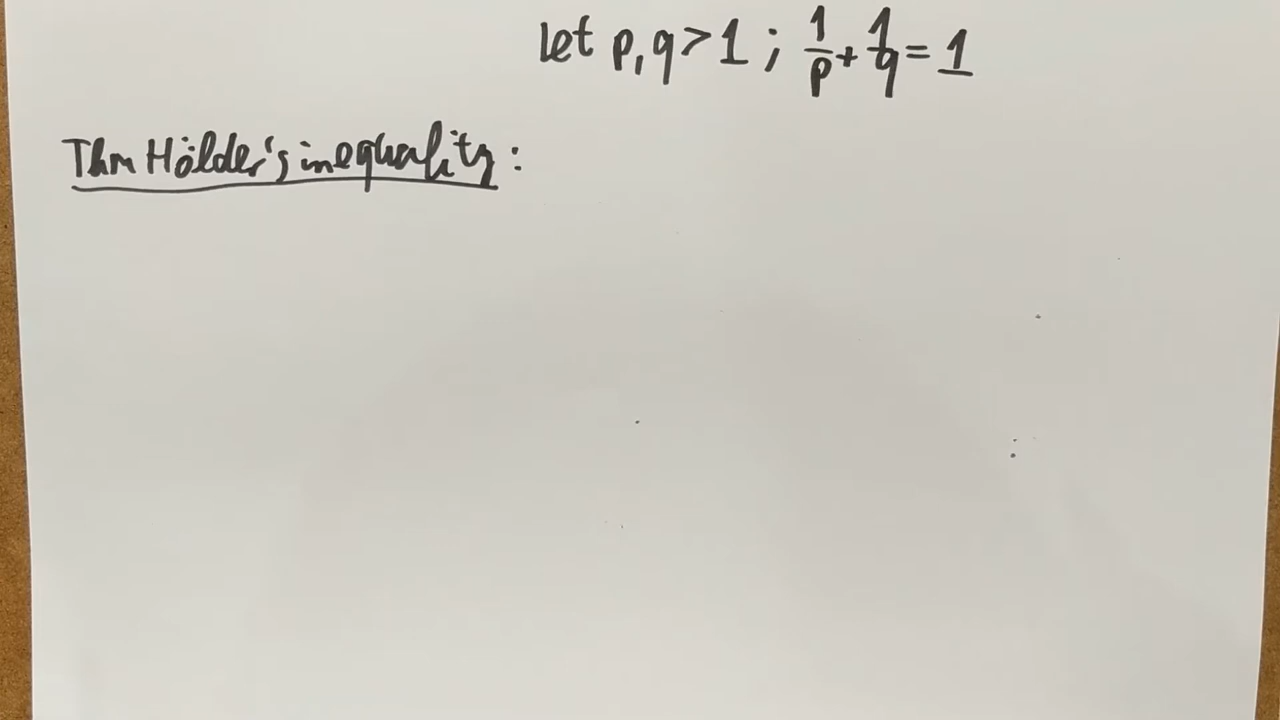 let p, q > 1 ; 1/p + 1/q = 1
Thm Hölder's inequality :